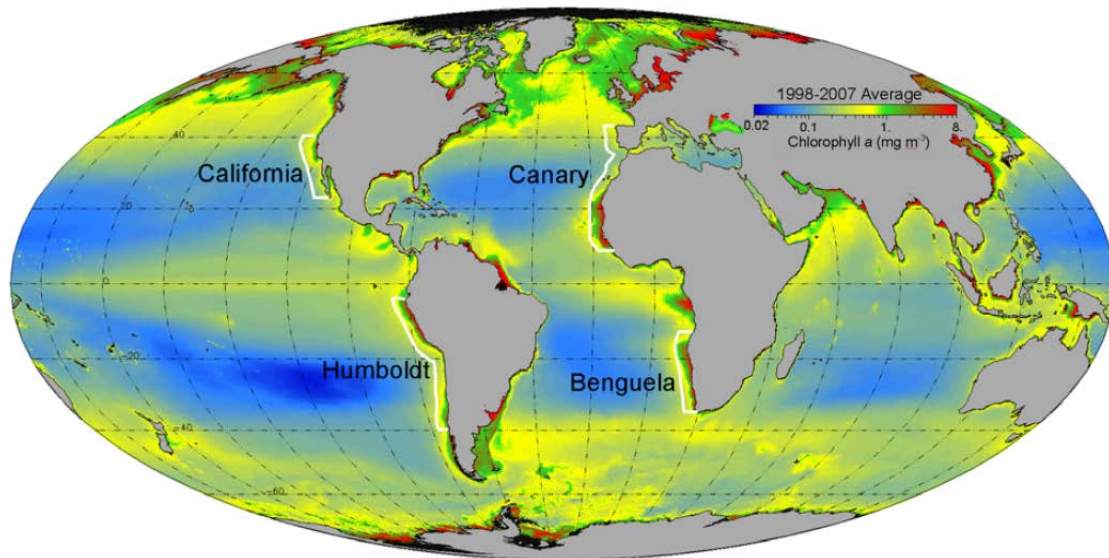 1998-2007 Average
0.02 0.1 1. 8.
Chlorophyll a (mg m⁻³)
40
California
Canary
20
0
-20
Humboldt
Benguela
-40
-60